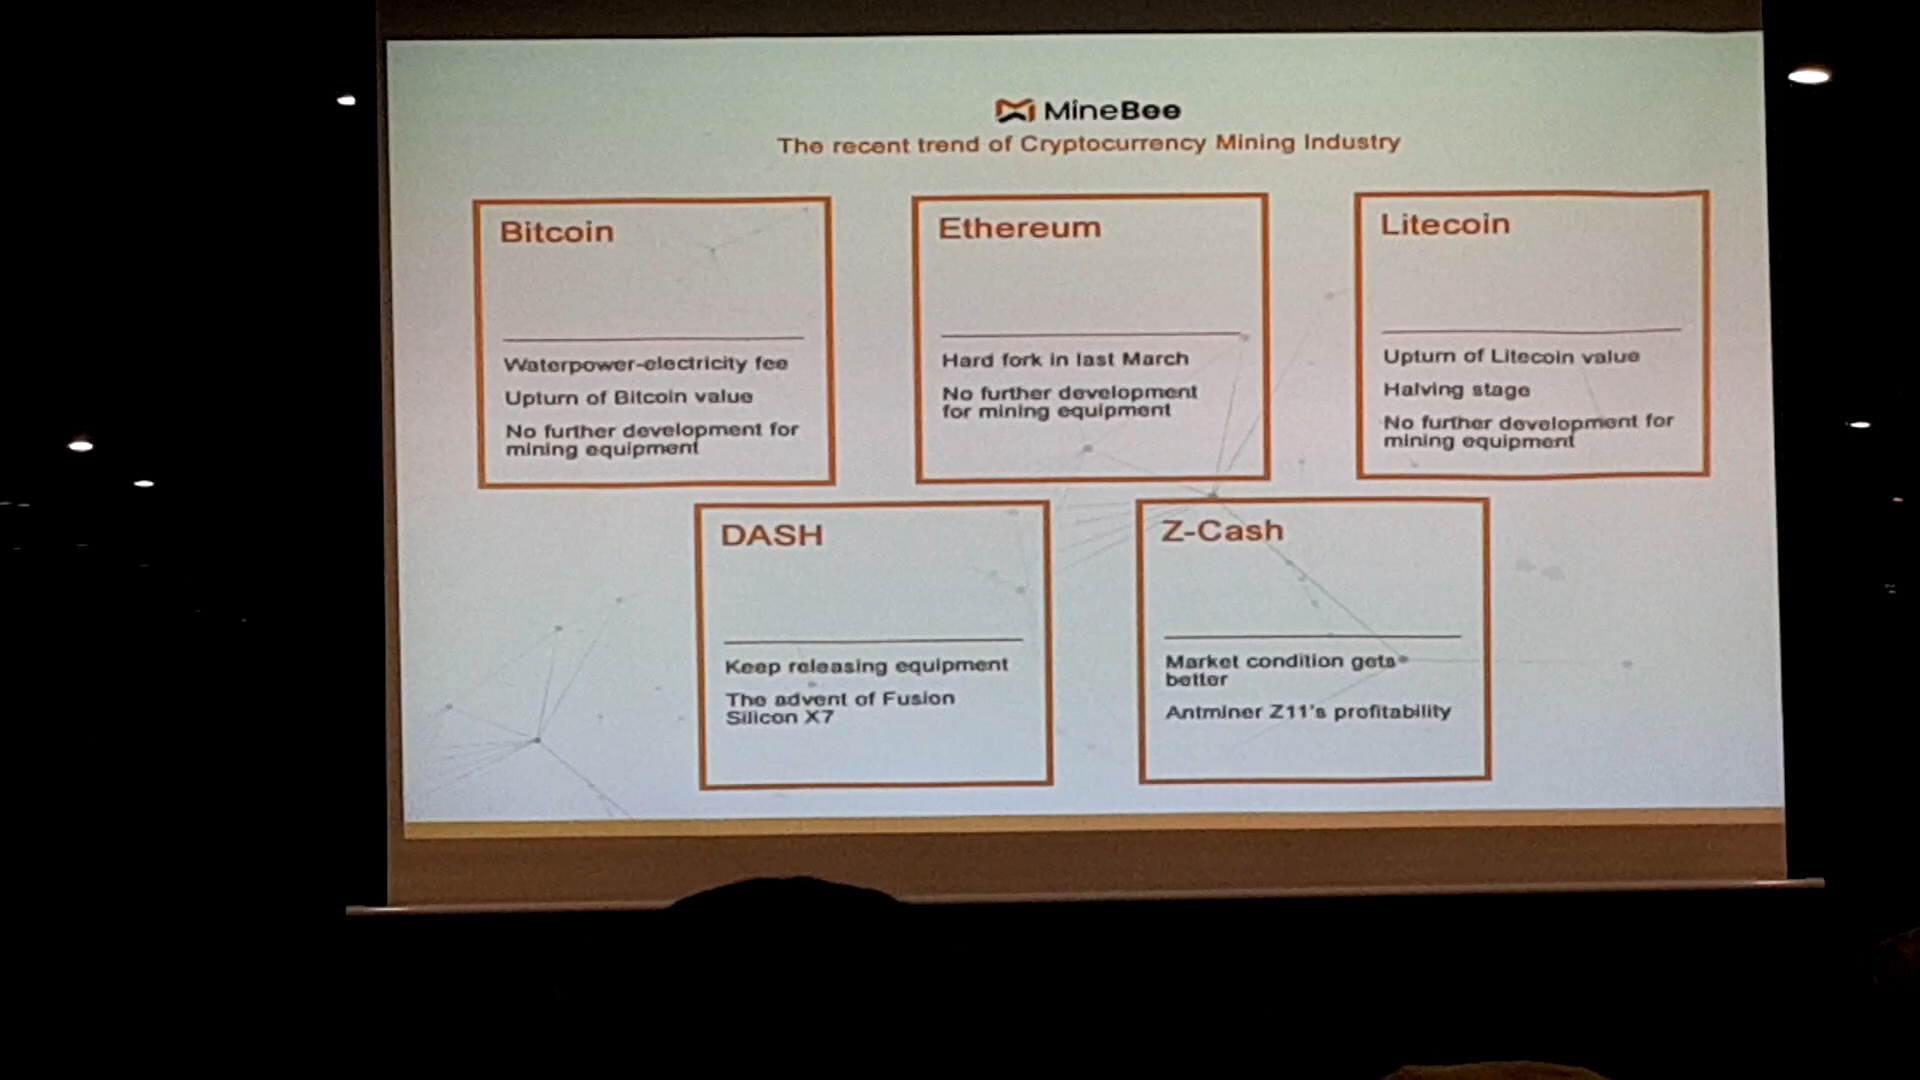 MineBee
The recent trend of Cryptocurrency Mining Industry
Bitcoin
Waterpower-electricity fee
Upturn of Bitcoin value
No further development for
mining equipment
Ethereum
Hard fork in last March
No further development
for mining equipment
Litecoin
Upturn of Litecoin value
Halving stage
No further development for
mining equipment
DASH
Keep releasing equipment
The advent of Fusion
Silicon X7
Z-Cash
Market condition gets
better
Antminer Z11's profitability